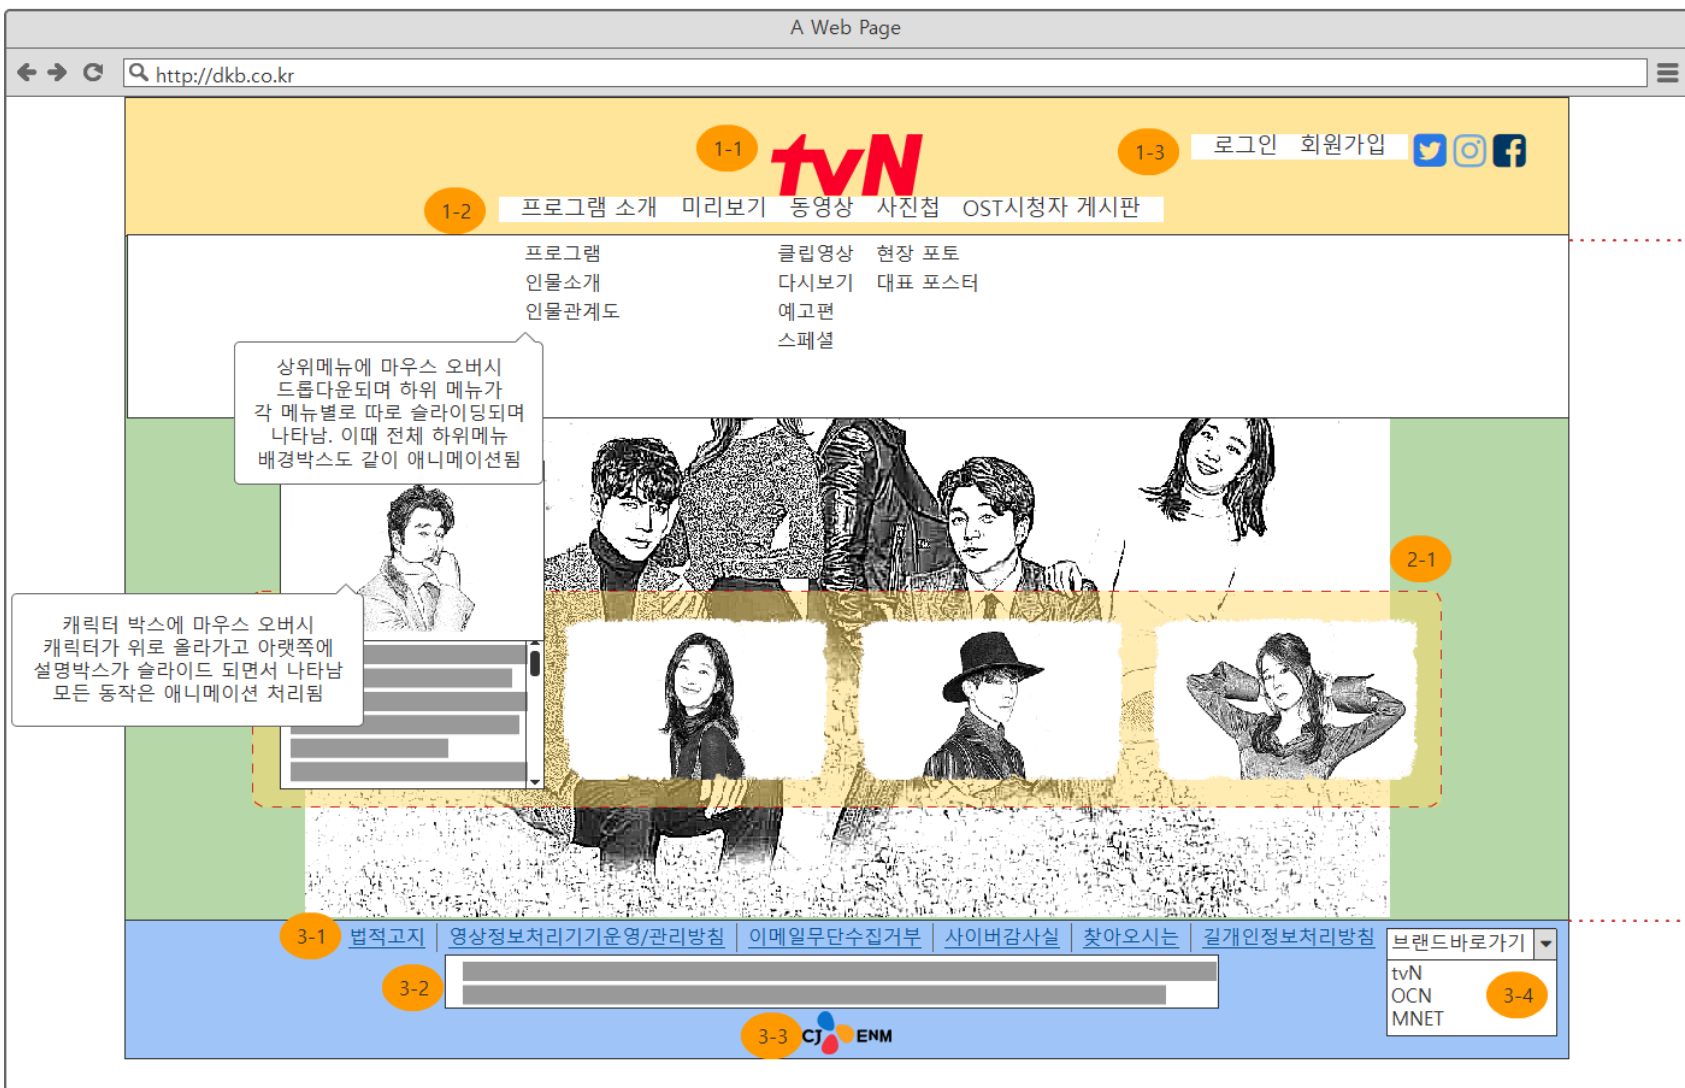 A Web Page
http://dkb.co.kr
1-1
tvN
1-3
로그인 회원가입
1-2
프로그램 소개 미리보기 동영상 사진첩 OST시청자 게시판
프로그램
인물소개
인물관계도
클립영상
다시보기
예고편
스페셜
현장 포토
대표 포스터
상위메뉴에 마우스 오버시
드롭다운되며 하위 메뉴가
각 메뉴별로 따로 슬라이딩되며
나타남. 이때 전체 하위메뉴
배경박스도 같이 애니메이션됨
2-1
캐릭터 박스에 마우스 오버시
캐릭터가 위로 올라가고 아랫쪽에
설명박스가 슬라이드 되면서 나타남
모든 동작은 애니메이션 처리됨
3-1
법적고지 영상정보처리기기운영/관리방침 이메일무단수집거부 사이버감사실 찾아오시는 길개인정보처리방침
브랜드바로가기
tvN
OCN
MNET
3-4
3-2
3-3
CJ ENM